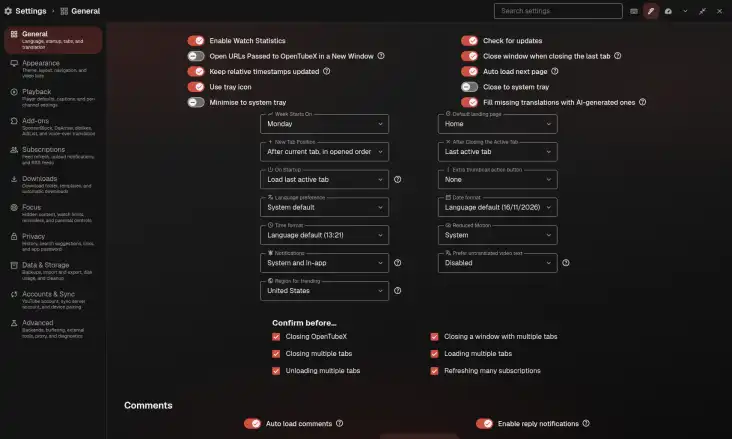 Settings › General
Search settings
General
Language, startup, tabs, and
translation
Appearance
Theme, layout, navigation, and
video lists
Playback
Player defaults, captions, and per-
channel settings
Add-ons
SponsorBlock, DeArrow, dislikes,
AdList, and voice-over translation
Subscriptions
Feed refresh, upload notifications,
and RSS feeds
Downloads
Download folder, templates, and
automatic downloads
Focus
Hidden content, watch limits,
reminders, and parental controls
Privacy
History, search suggestions, links,
and app password
Data & Storage
Backups, import and export, disk
usage, and cleanup
Accounts & Sync
YouTube account, sync server
account, and device pairing
Advanced
Backends, buffering, external
tools, proxy, and diagnostics
Enable Watch Statistics
Check for updates
Open URLs Passed to OpenTubeX in a New Window
Close window when closing the last tab
Keep relative timestamps updated
Auto load next page
Use tray icon
Close to system tray
Minimise to system tray
Fill missing translations with AI-generated ones
Week Starts On
Monday
Default landing page
Home
New Tab Position
After current tab, in opened order
After Closing the Active Tab
Last active tab
On Startup
Load last active tab
Extra thumbnail action button
None
Language preference
System default
Date format
Language default (16/11/2026)
Time format
Language default (13:21)
Reduced Motion
System
Notifications
System and in-app
Prefer untranslated video text
Disabled
Region for trending
United States
Confirm before...
Closing OpenTubeX
Closing a window with multiple tabs
Closing multiple tabs
Loading multiple tabs
Unloading multiple tabs
Refreshing many subscriptions
Comments
Auto load comments
Enable reply notifications